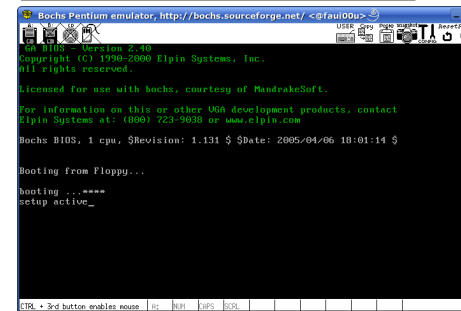 Bochs Pentium emulator, http://bochs.sourceforge.net/ <@faui00u>
USER Copy Poste snapshot Reset
CONFIG
GA BIOS - Version 2.40
Copyright (C) 1990-2000 Elpin Systems, Inc.
All rights reserved.
Licensed for use with bochs, courtesy of MandrakeSoft.
For information on this or other VGA development products, contact
Elpin Systems at: (800) 723-9038 or www.elpin.com
Bochs BIOS, 1 cpu, $Revision: 1.131 $ $Date: 2005/04/06 18:01:14 $
Booting from Floppy...
booting ...****
setup active_
CTRL + 3rd button enables mouse A: NUM CAPS SCRL